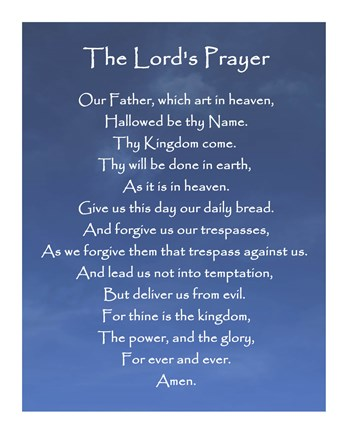 The Lord's Prayer
Our Father, which art in heaven,
Hallowed be thy Name.
Thy Kingdom come.
Thy will be done in earth,
As it is in heaven.
Give us this day our daily bread.
And forgive us our trespasses,
As we forgive them that trespass against us.
And lead us not into temptation,
But deliver us from evil.
For thine is the kingdom,
The power, and the glory,
For ever and ever.
Amen.